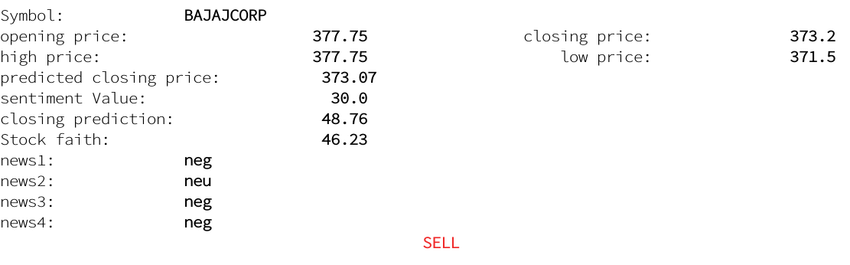 Symbol: BAJAJCORP
opening price: 377.75 closing price: 373.2
high price: 377.75 low price: 371.5
predicted closing price: 373.07
sentiment Value: 30.0
closing prediction: 48.76
Stock faith: 46.23
news1: neg
news2: neu
news3: neg
news4: neg
SELL